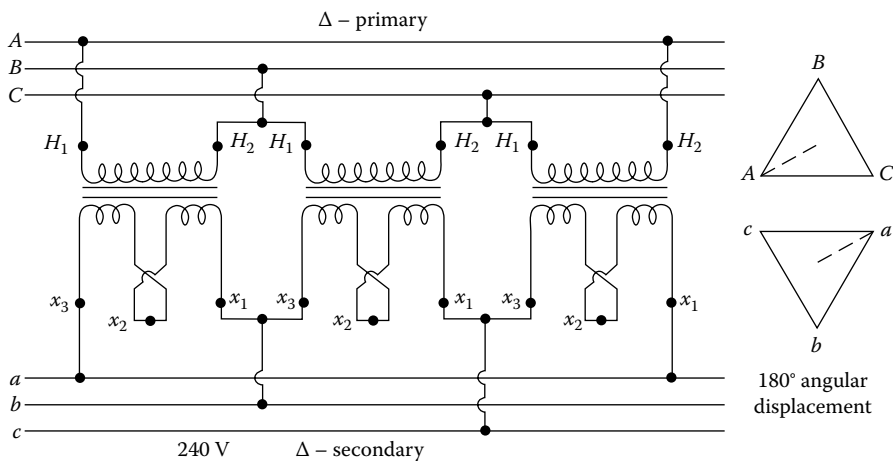 Δ – primary
A
B
C
H1 H2 H1 H2 H1 H2
B
A C
c a
b
x3 x2 x1 x3 x2 x1 x3 x2 x1
a
b
c
180° angular
displacement
240 V Δ – secondary